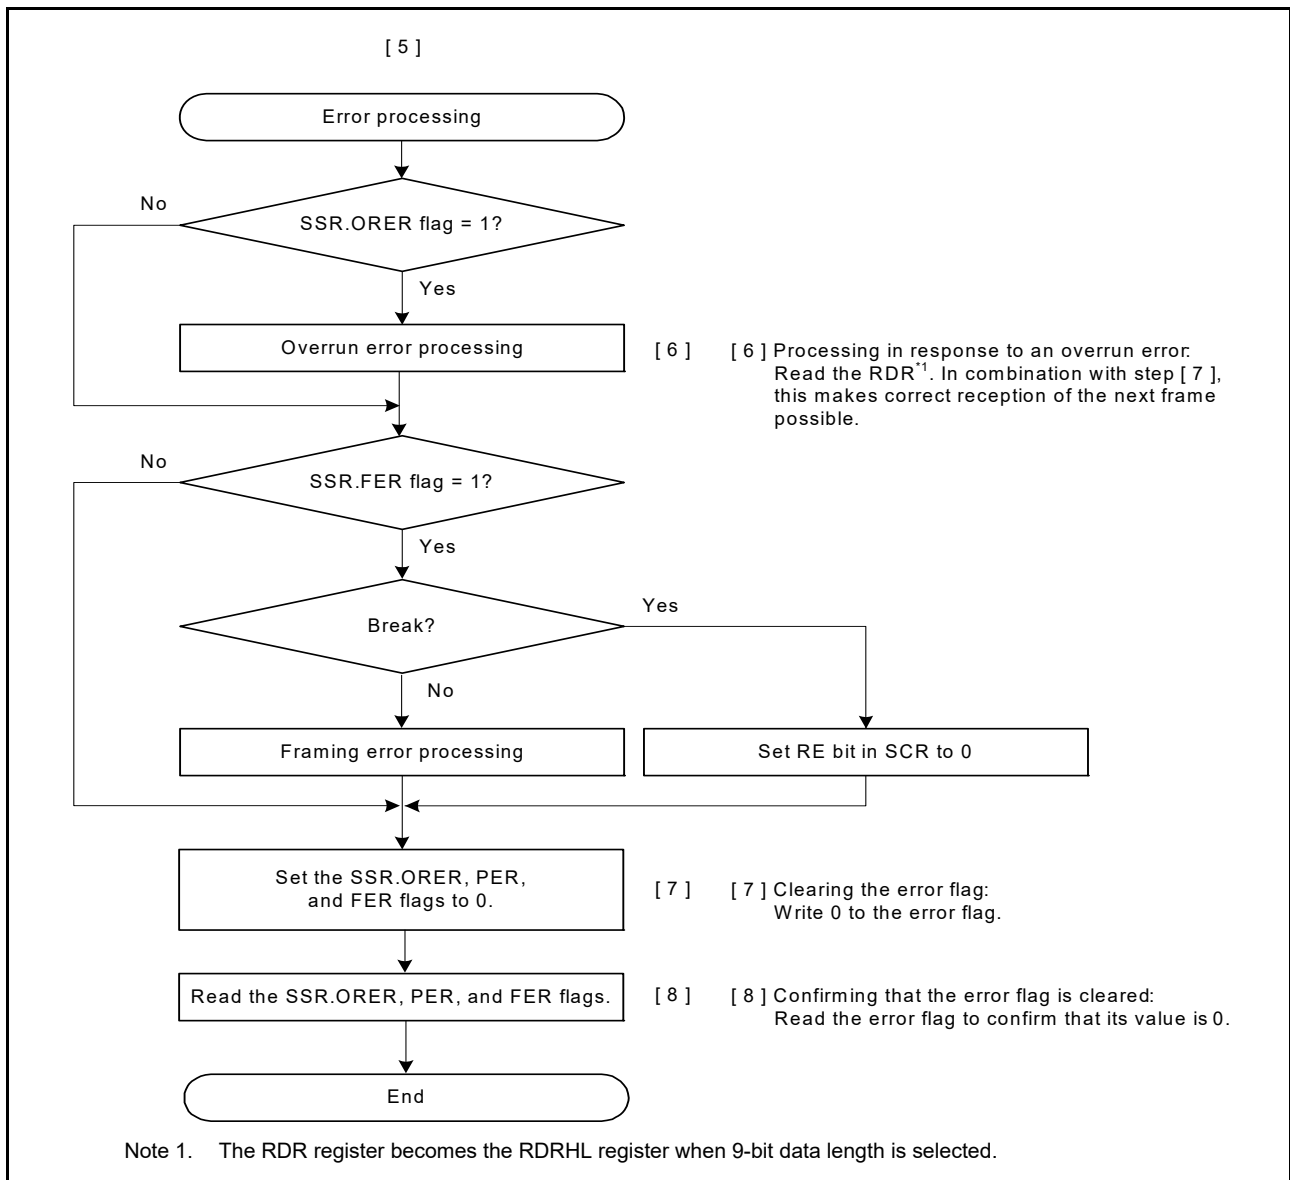 [ 5 ]
Error processing
No
SSR.ORER flag = 1?
Yes
Overrun error processing
[ 6 ]
[ 6 ] Processing in response to an overrun error:
Read the RDR*1. In combination with step [ 7 ],
this makes correct reception of the next frame
possible.
No
SSR.FER flag = 1?
Yes
Break?
Yes
No
Framing error processing
Set RE bit in SCR to 0
Set the SSR.ORER, PER,
and FER flags to 0.
[ 7 ]
[ 7 ] Clearing the error flag:
Write 0 to the error flag.
Read the SSR.ORER, PER, and FER flags.
[ 8 ]
[ 8 ] Confirming that the error flag is cleared:
Read the error flag to confirm that its value is 0.
End
Note 1. The RDR register becomes the RDRHL register when 9-bit data length is selected.